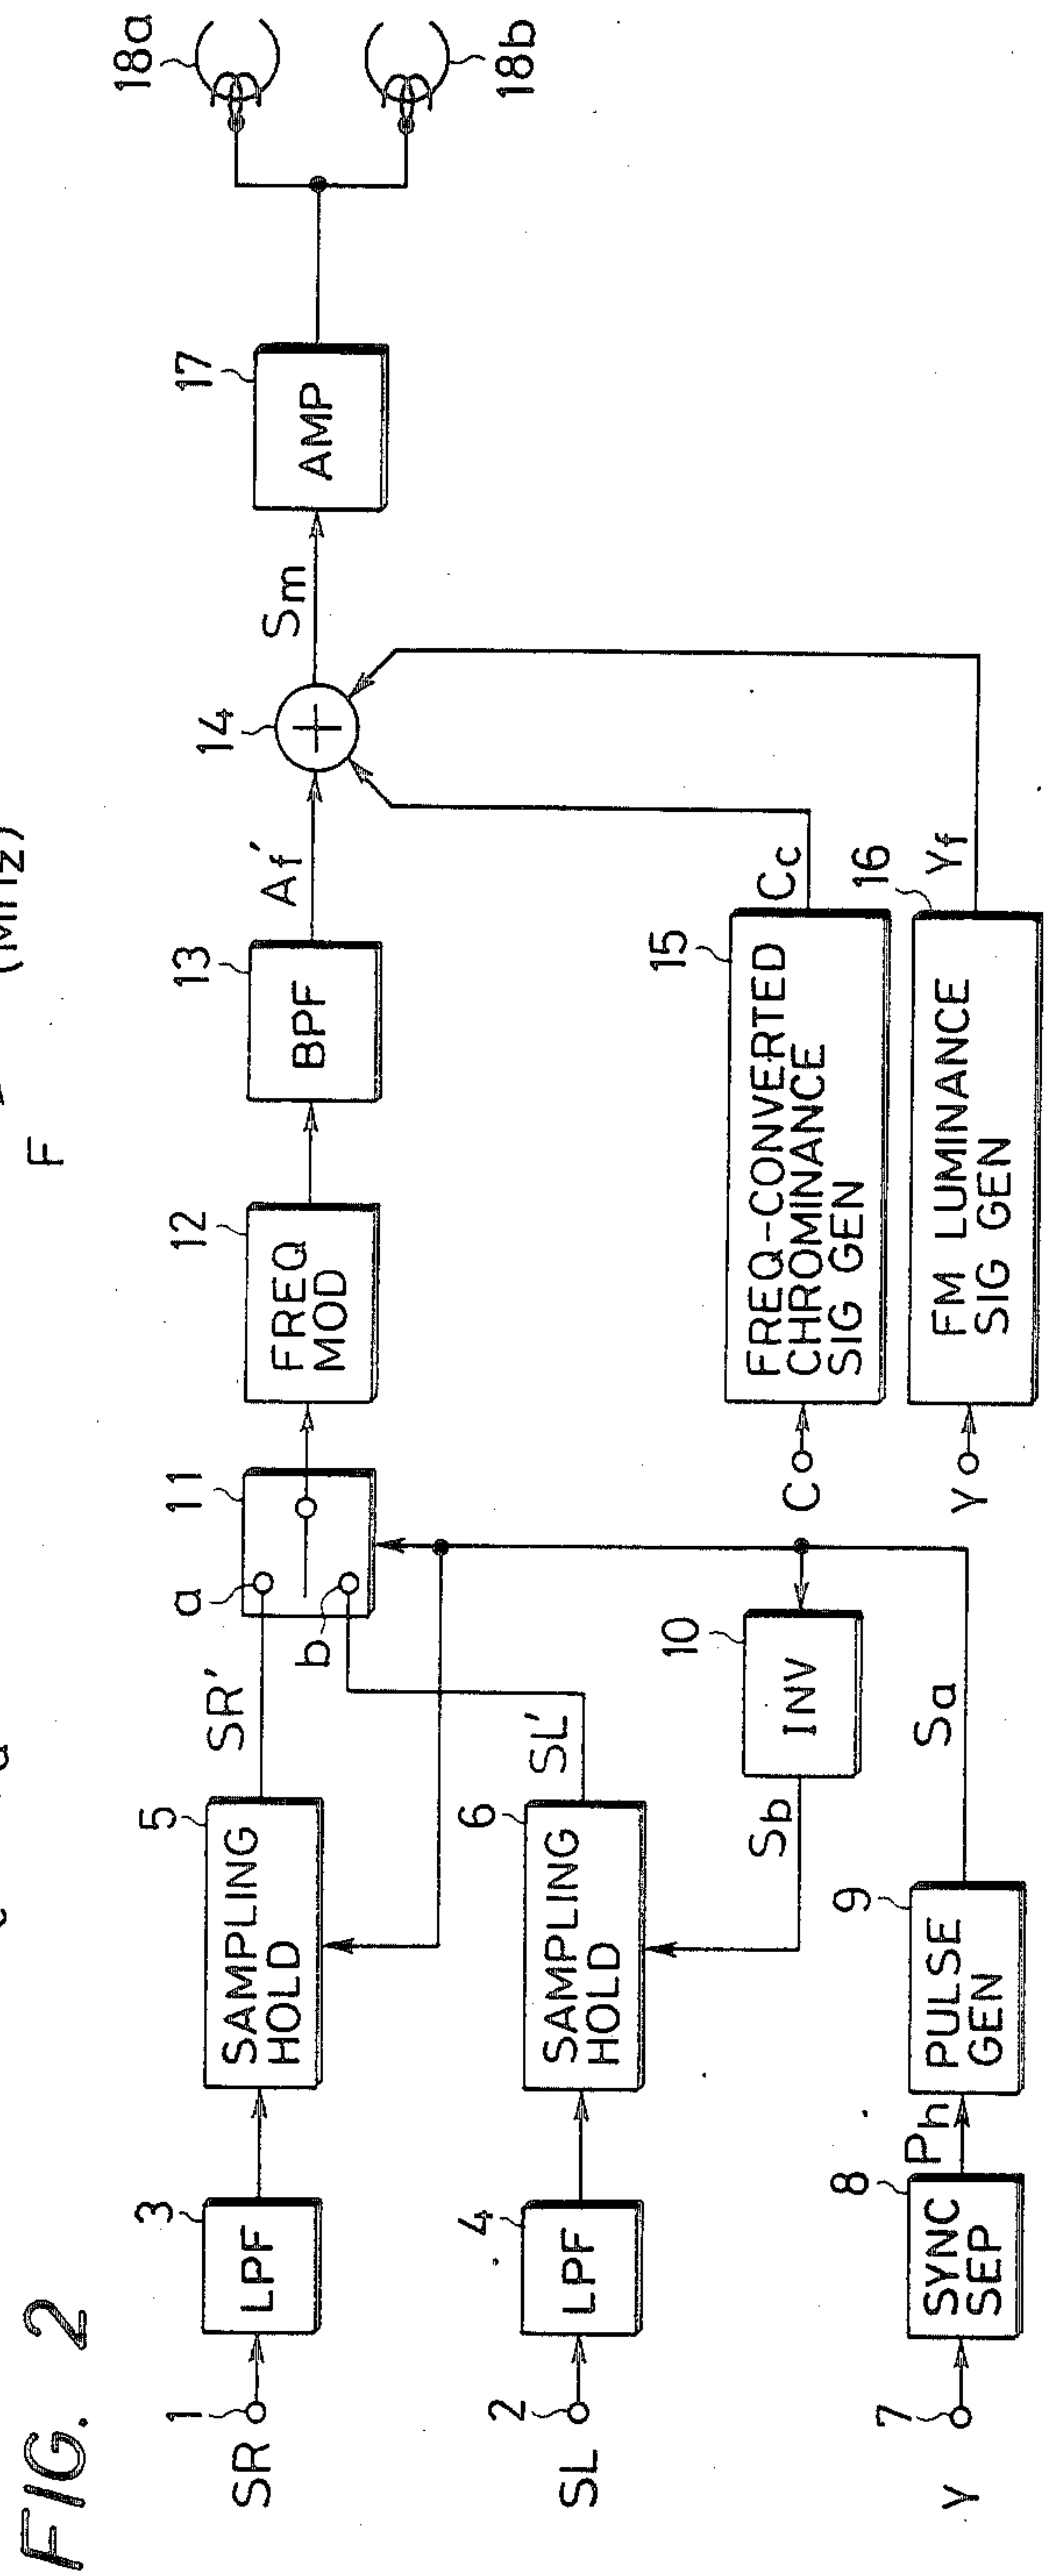 FIG. 2
(MHz)
F
SR
1
3
LPF
5
SAMPLING
HOLD
SR'
a
b
11
12
FREQ
MOD
13
BPF
Af'
14
Sm
17
AMP
18a
18b
SL
2
4
LPF
6
SAMPLING
HOLD
SL'
10
INV
Sb
C
15
FREQ-CONVERTED
CHROMINANCE
SIG GEN
Cc
Y
7
8
SYNC
SEP
Ph
9
PULSE
GEN
Sa
Y
16
FM LUMINANCE
SIG GEN
Yf